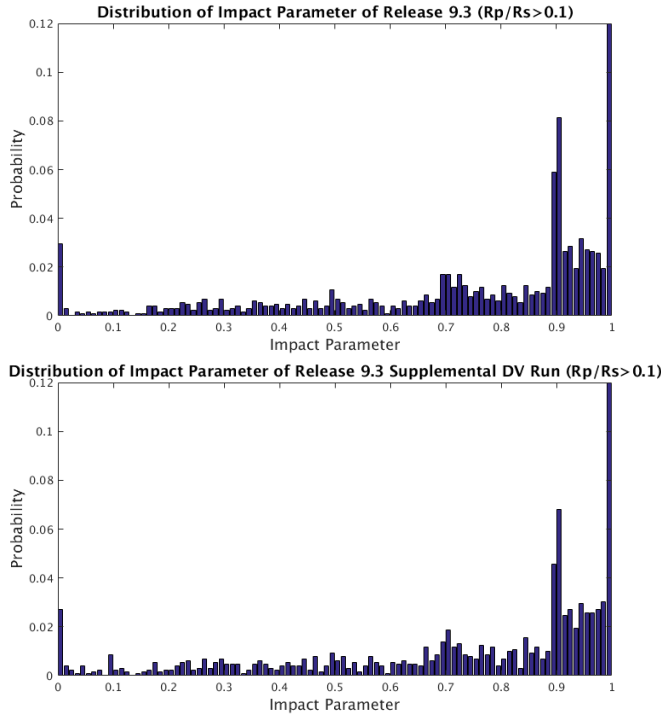 Distribution of Impact Parameter of Release 9.3 (Rp/Rs>0.1)
0.12
0.1
0.08
0.06
0.04
0.02
0
Probability
0 0.1 0.2 0.3 0.4 0.5 0.6 0.7 0.8 0.9 1
Impact Parameter
Distribution of Impact Parameter of Release 9.3 Supplemental DV Run (Rp/Rs>0.1)
0.12
0.1
0.08
0.06
0.04
0.02
0
Probability
0 0.1 0.2 0.3 0.4 0.5 0.6 0.7 0.8 0.9 1
Impact Parameter